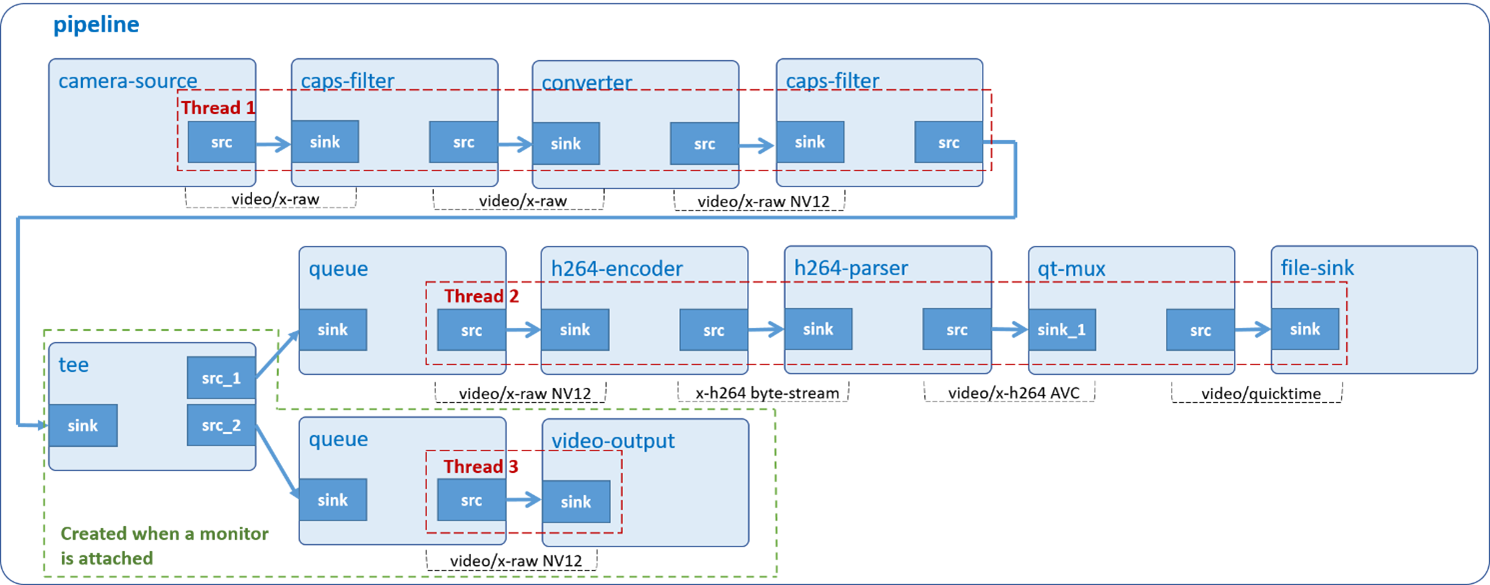 pipeline
camera-source
caps-filter
converter
caps-filter
Thread 1
src
sink
src
sink
src
sink
src
video/x-raw
video/x-raw
video/x-raw NV12
queue
h264-encoder
h264-parser
qt-mux
file-sink
Thread 2
sink
src
sink
src
sink
src
sink_1
src
sink
video/x-raw NV12
x-h264 byte-stream
video/x-h264 AVC
video/quicktime
tee
src_1
sink
src_2
queue
video-output
Thread 3
sink
src
sink
video/x-raw NV12
Created when a monitor
is attached